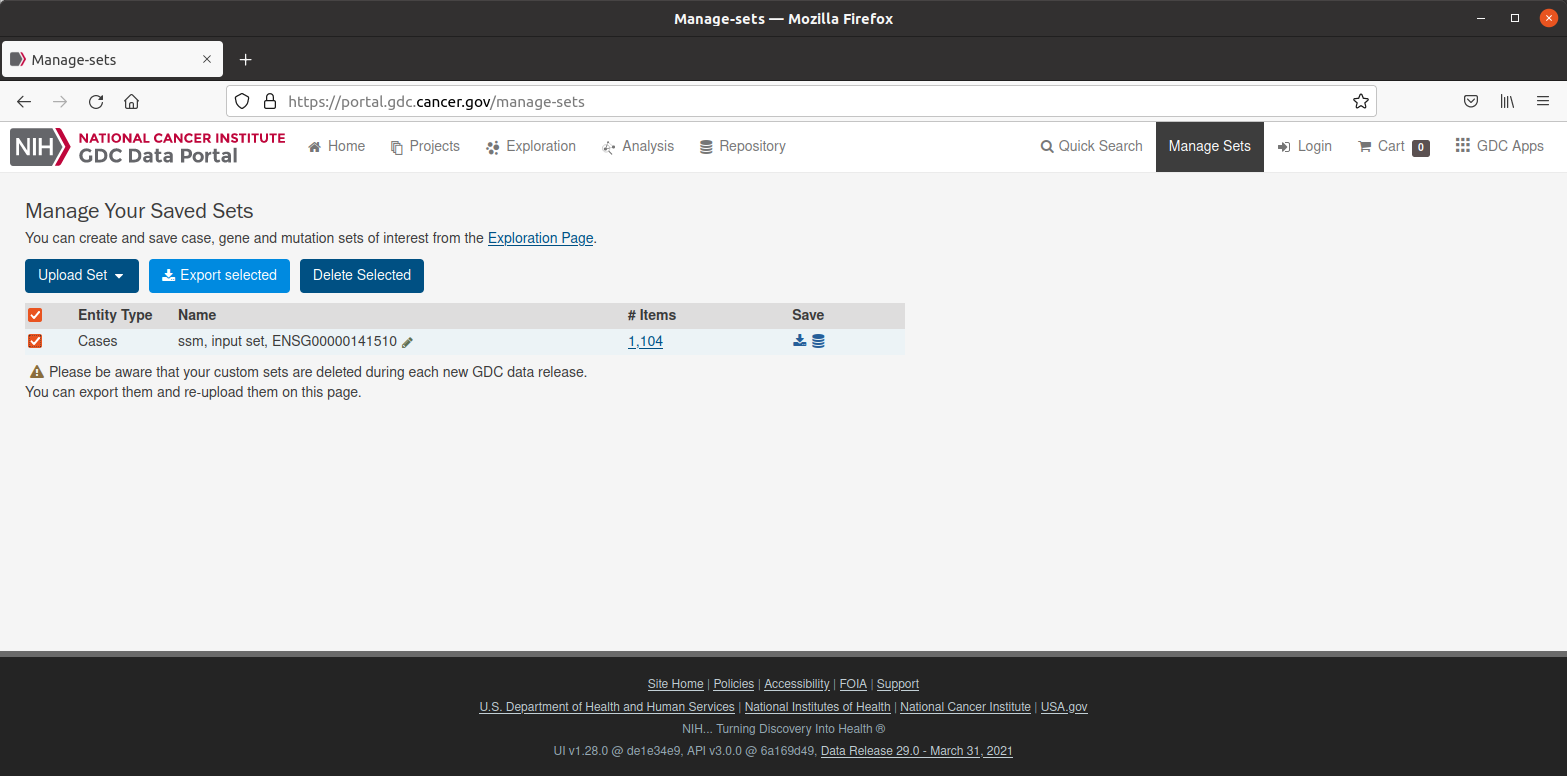 Manage-sets — Mozilla Firefox
Manage-sets
https://portal.gdc.cancer.gov/manage-sets
NIH NATIONAL CANCER INSTITUTE
GDC Data Portal
Home Projects Exploration Analysis Repository Quick Search Manage Sets Login Cart 0 GDC Apps
Manage Your Saved Sets
You can create and save case, gene and mutation sets of interest from the Exploration Page.
Upload Set Export selected Delete Selected
Entity Type Name # Items Save
Cases ssm, input set, ENSG00000141510 1,104
Please be aware that your custom sets are deleted during each new GDC data release.
You can export them and re-upload them on this page.
Site Home | Policies | Accessibility | FOIA | Support
U.S. Department of Health and Human Services | National Institutes of Health | National Cancer Institute | USA.gov
NIH... Turning Discovery Into Health ®
UI v1.28.0 @ de1e34e9, API v3.0.0 @ 6a169d49, Data Release 29.0 - March 31, 2021